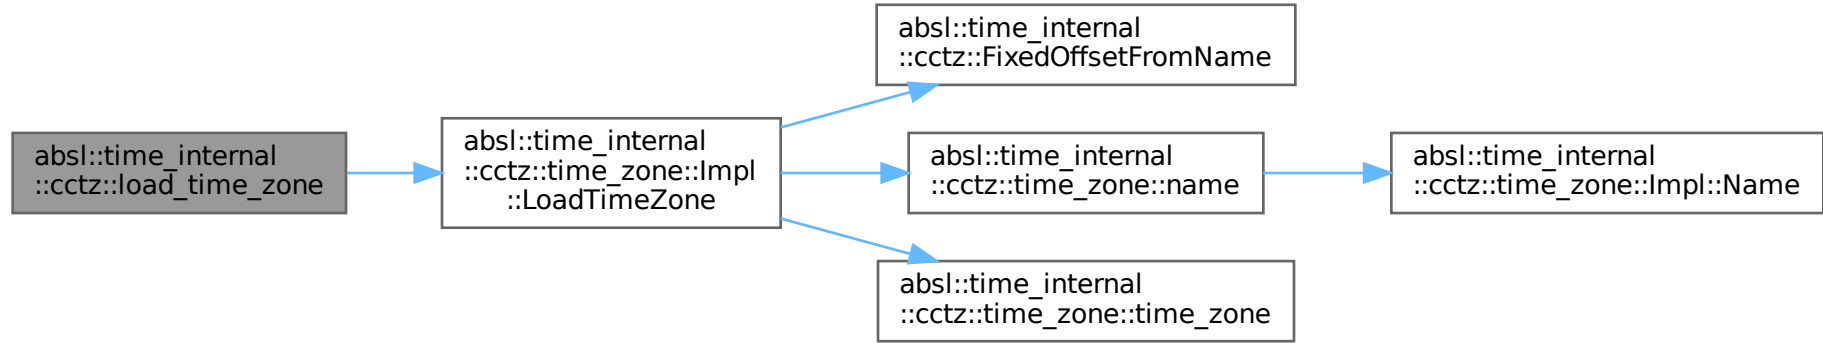 absl::time_internal
::cctz::load_time_zone
absl::time_internal
::cctz::time_zone::Impl
::LoadTimeZone
absl::time_internal
::cctz::FixedOffsetFromName
absl::time_internal
::cctz::time_zone::name
absl::time_internal
::cctz::time_zone::Impl::Name
absl::time_internal
::cctz::time_zone::time_zone